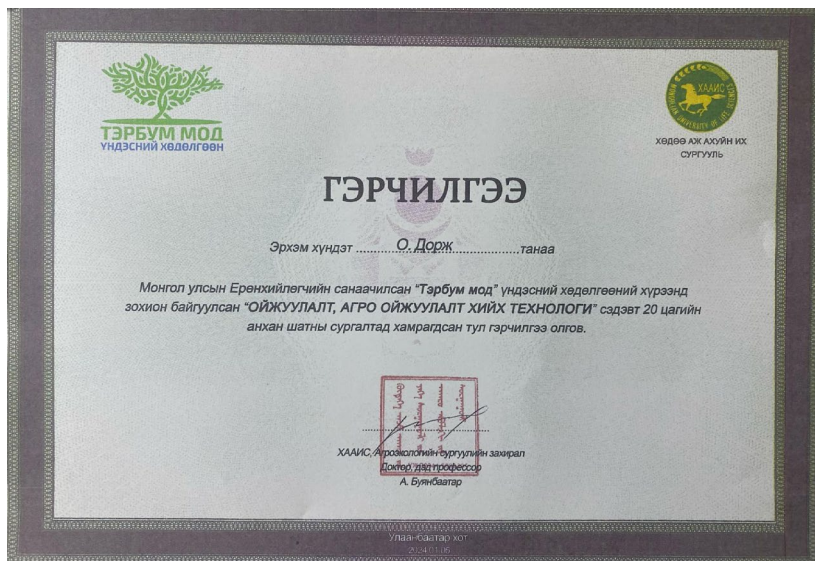 ТЭРБУМ МОД
ҮНДЭСНИЙ ХӨДӨЛГӨӨН
ХААИС
ХӨДӨӨ АЖ АХУЙН ИХ
СУРГУУЛЬ
ГЭРЧИЛГЭЭ
Эрхэм хүндэт ............О. Дорж....................танаа
Монгол улсын Ерөнхийлөгчийн санаачилсан “Тэрбум мод” үндэсний хөдөлгөөний хүрээнд
зохион байгуулсан “ОЙЖУУЛАЛТ, АГРО ОЙЖУУЛАЛТ ХИЙХ ТЕХНОЛОГИ” сэдэвт 20 цагийн
анхан шатны сургалтад хамрагдсан тул гэрчилгээ олгов.
ХААИС, Агроэкологийн сургуулийн захирал
Доктор, дэд профессор
А. Буянбаатар
Улаанбаатар хот